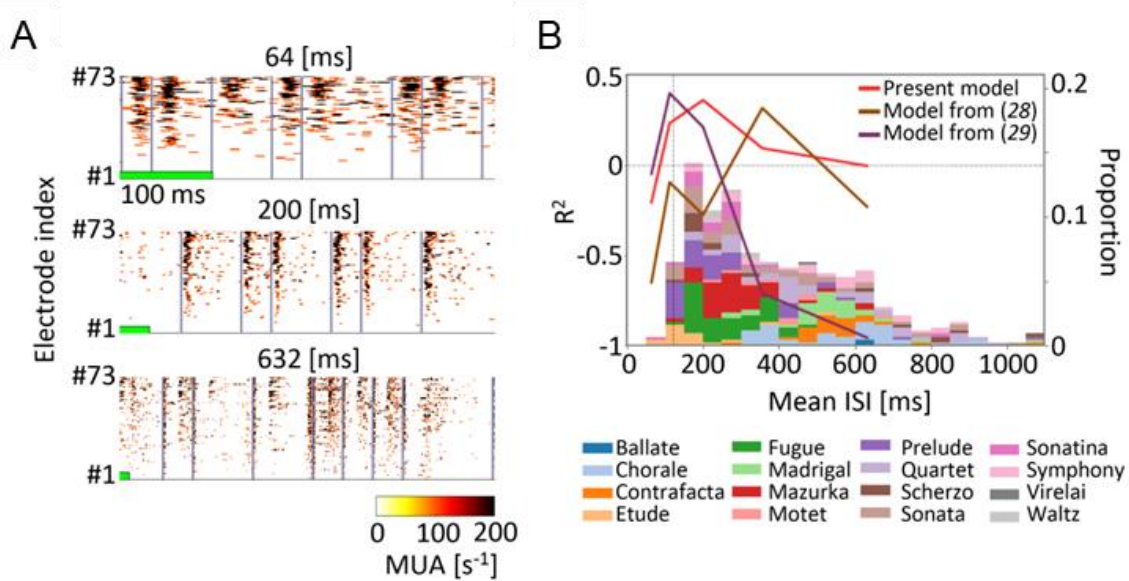 A
64 [ms]
#73
#1
100 ms
200 [ms]
#73
#1
632 [ms]
#73
#1
Electrode index
0 100 200
MUA [s⁻¹]
B
0.5
0
-0.5
-1
R²
Present model
Model from (28)
Model from (29)
0.2
0.1
0
Proportion
0 200 400 600 800 1000
Mean ISI [ms]
Ballate Fugue Prelude Sonatina
Chorale Madrigal Quartet Symphony
Contrafacta Mazurka Scherzo Virelai
Etude Motet Sonata Waltz